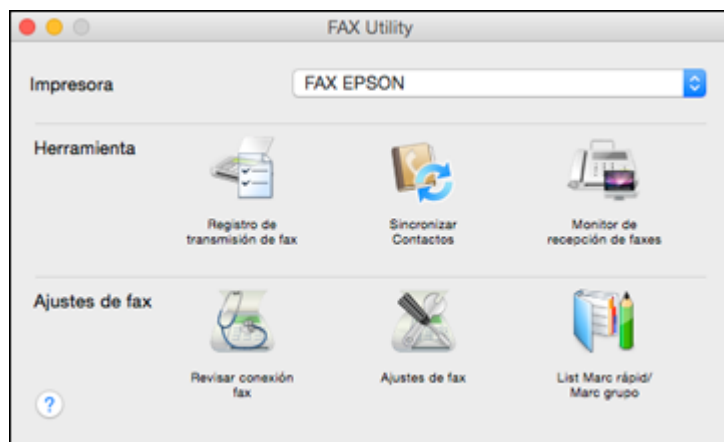 FAX Utility
Impresora
FAX EPSON
Herramienta
Registro de
transmisión de fax
Sincronizar
Contactos
Monitor de
recepción de faxes
Ajustes de fax
Revisar conexión
fax
Ajustes de fax
List Marc rápid/
Marc grupo
?